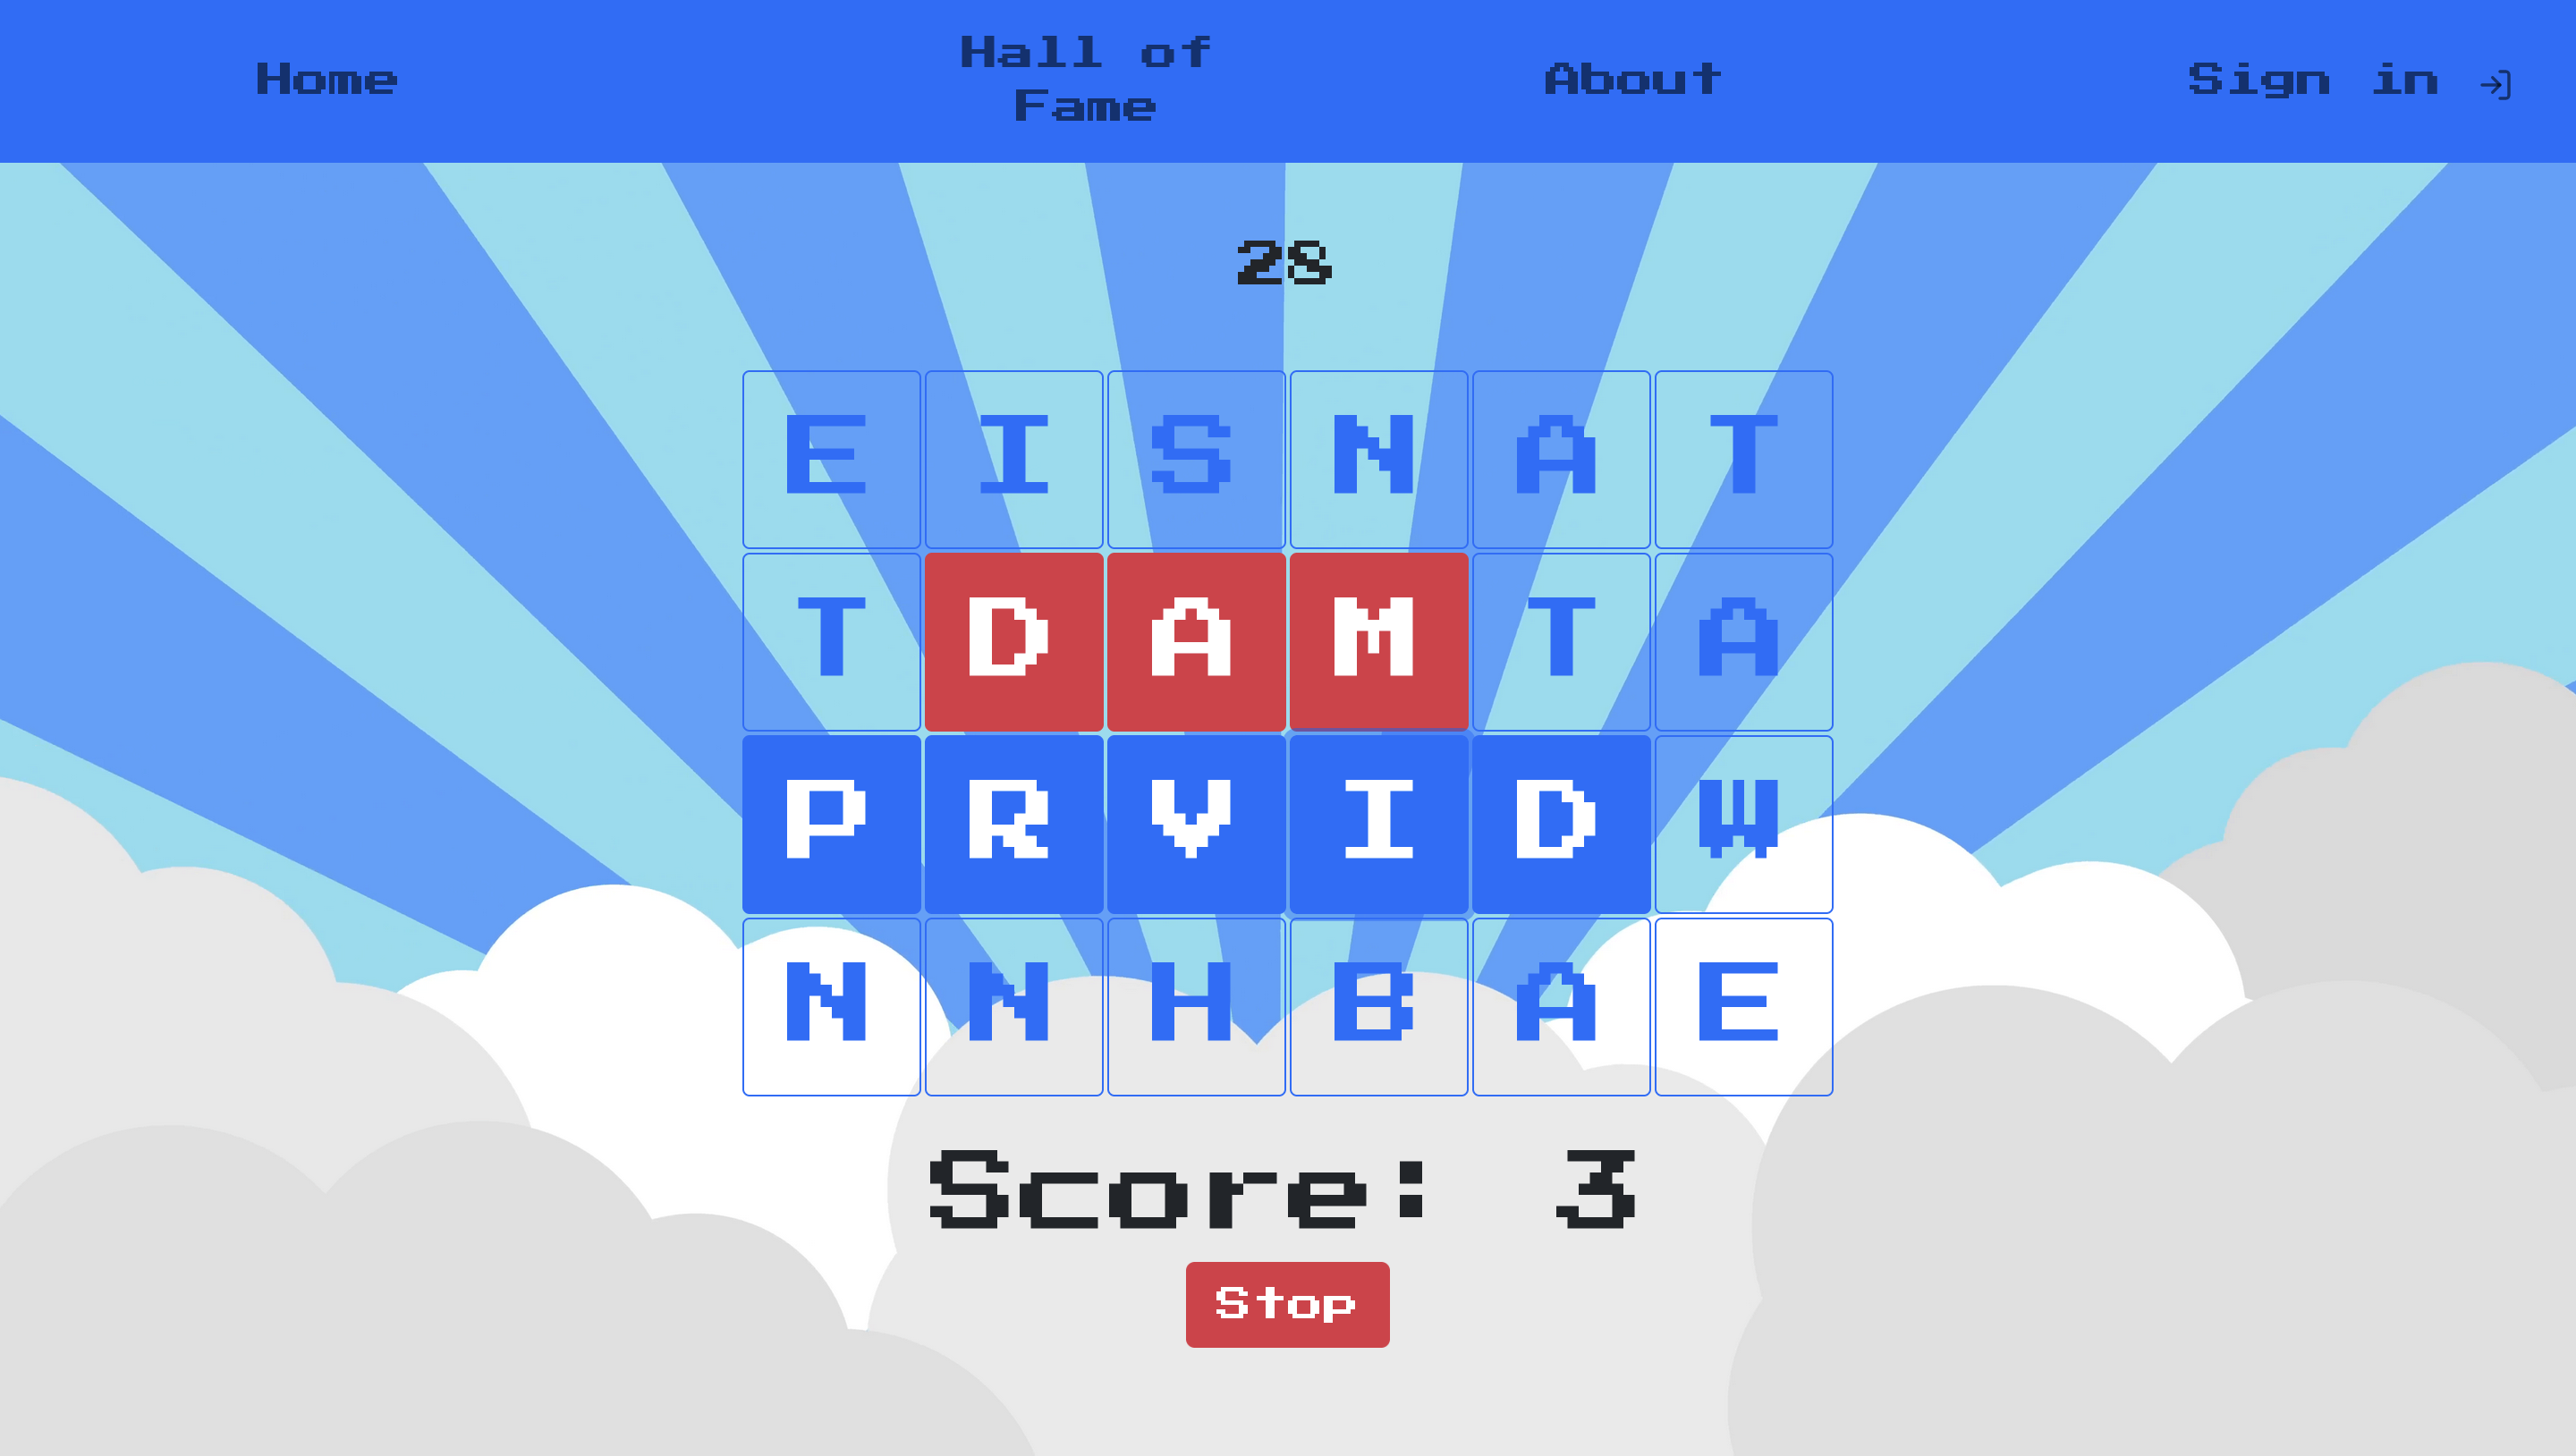 Home
Hall of
Fame
About
Sign in
28
E I S N A T
T D A M T A
P R V I D W
N N H B A E
Score: 3
Stop